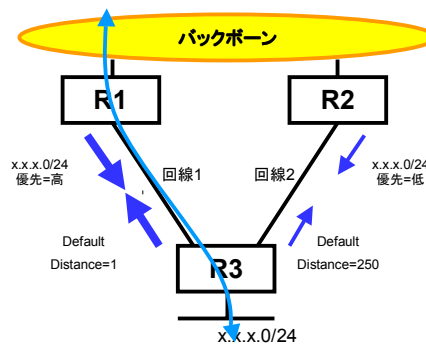 バックボーン
R1
R2
x.x.x.0/24
優先=高
回線1
回線2
x.x.x.0/24
優先=低
Default
Distance=1
R3
Default
Distance=250
x.x.x.0/24